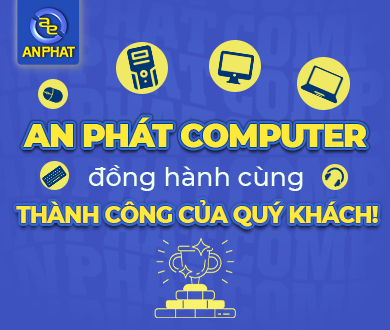 ANPHAT
AN PHÁT COMPUTER
đồng hành cùng
THÀNH CÔNG CỦA QUÝ KHÁCH!